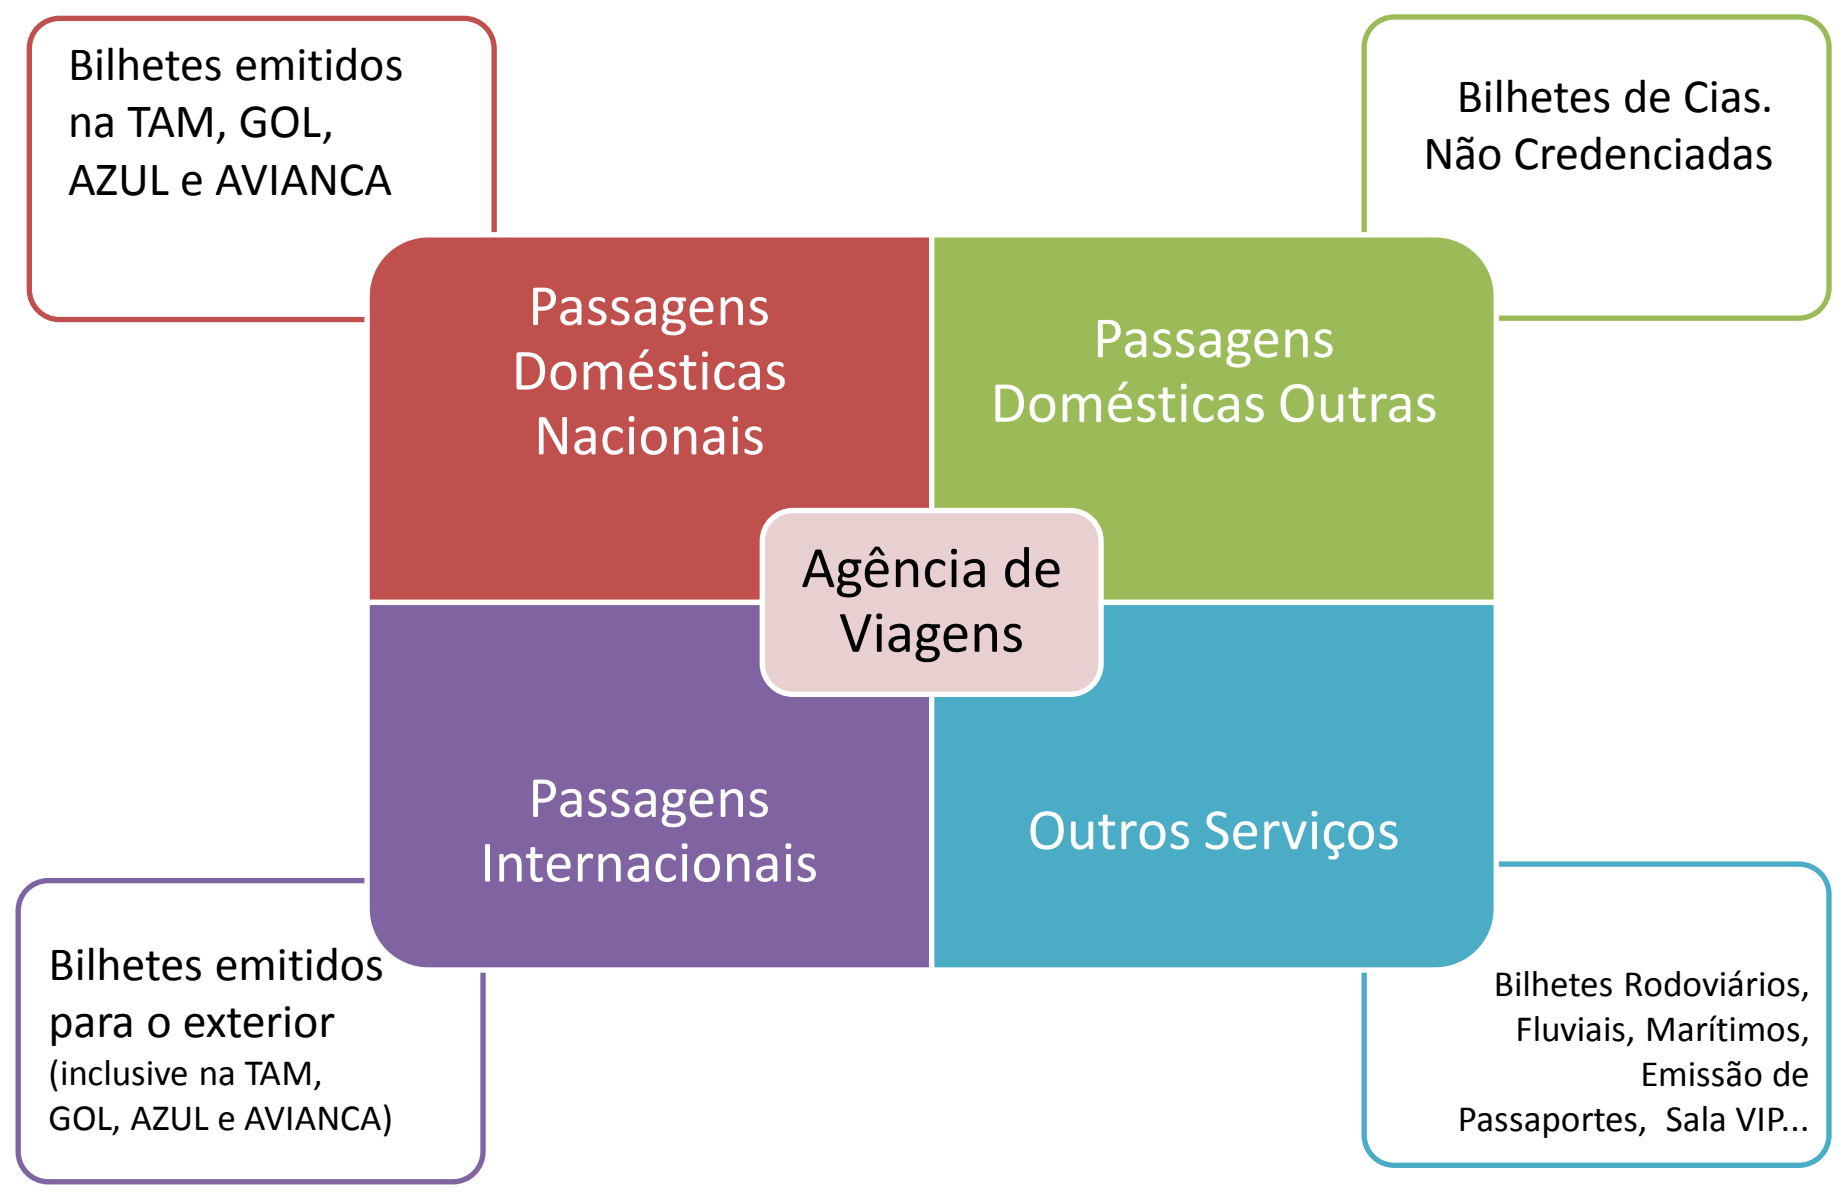 Bilhetes emitidos
na TAM, GOL,
AZUL e AVIANCA
Bilhetes de Cias.
Não Credenciadas
Passagens
Domésticas
Nacionais
Passagens
Domésticas Outras
Agência de
Viagens
Passagens
Internacionais
Outros Serviços
Bilhetes emitidos
para o exterior
(inclusive na TAM,
GOL, AZUL e AVIANCA)
Bilhetes Rodoviários,
Fluviais, Marítimos,
Emissão de
Passaportes,  Sala VIP...